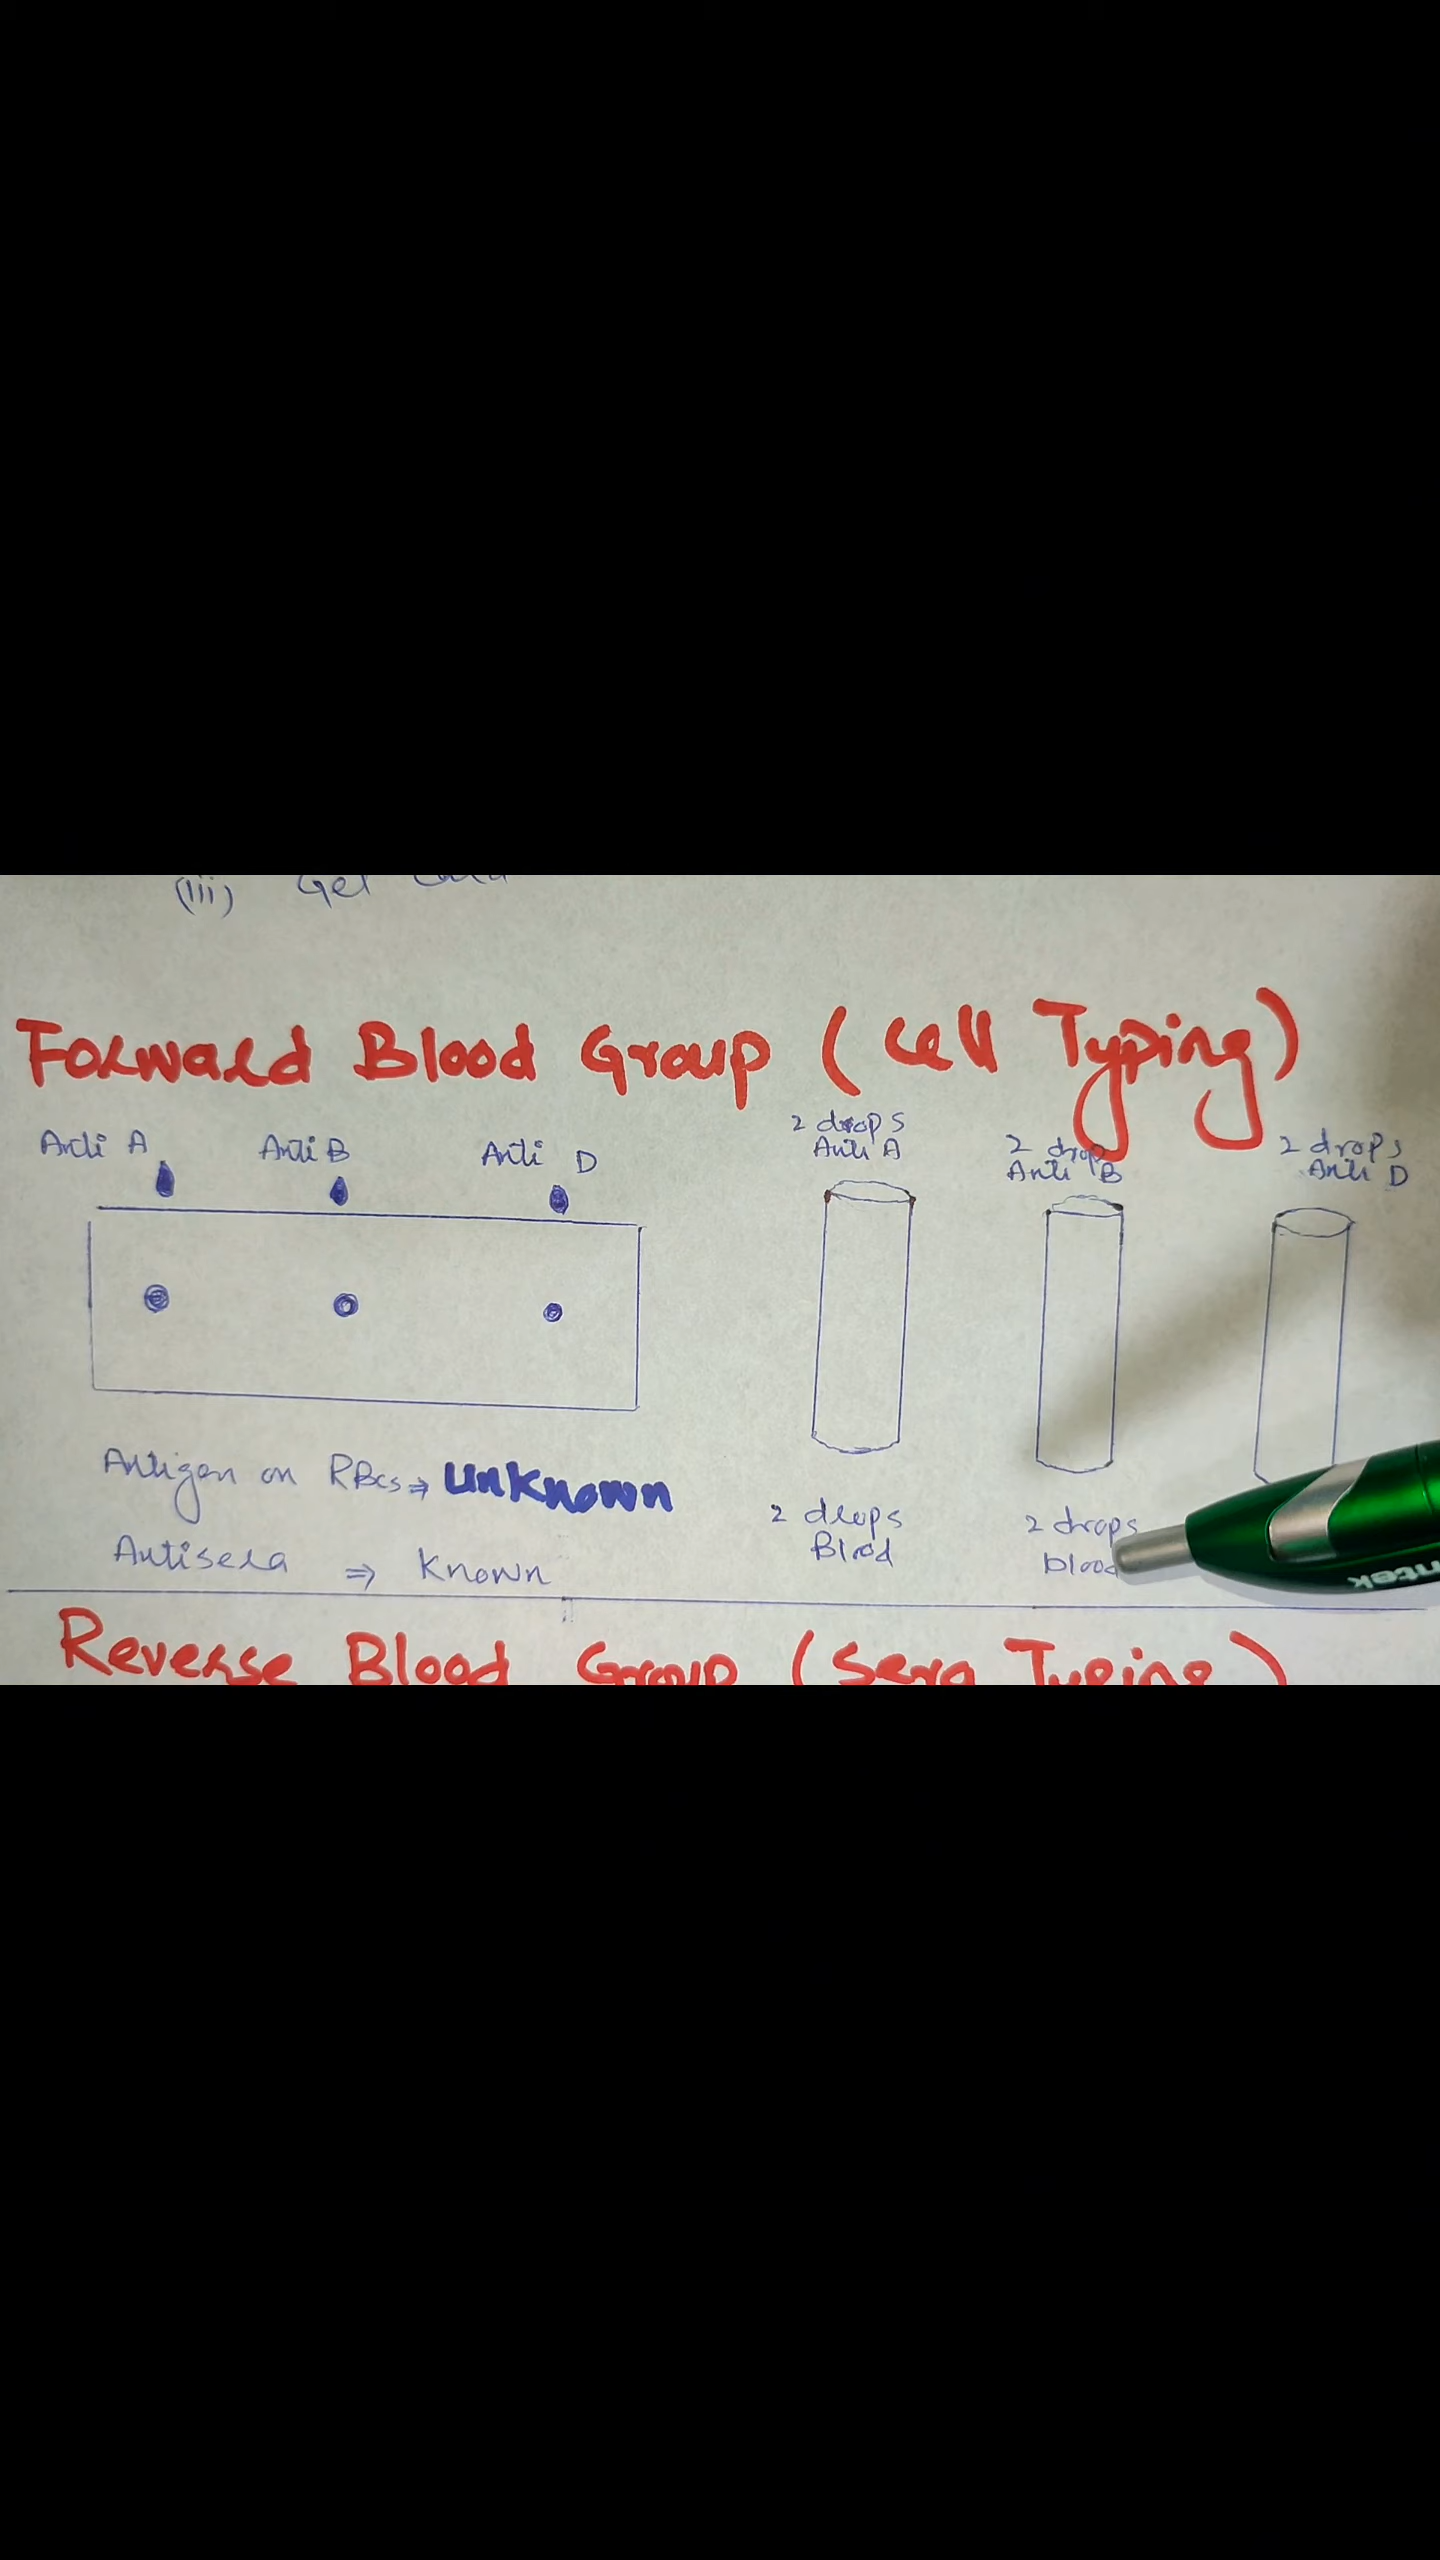 (iii) Gel
Forward Blood Group (Cell Typing)
Anti A Anti B Anti D
2 drops Anti A
2 drops Anti B
2 drops Anti D
Antigen on RBCs ⇒ Unknown
Antisera ⇒ Known
2 drops Blood
2 drops blood
ntek
Reverse Blood Group (Sera Typing)